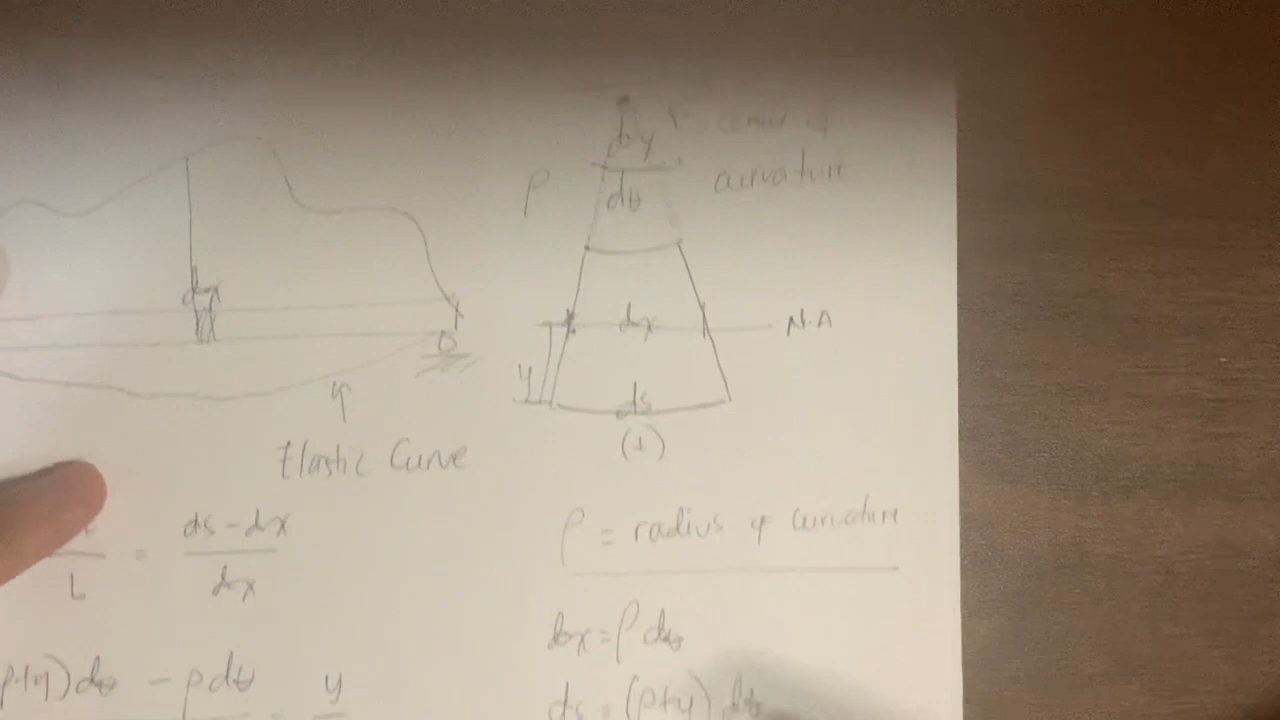 center of
curvature
ρ
dθ
dx
dx
N.A
y
ds
(+)
Elastic Curve
L
=
ds - dx
dx
ρ = radius of curvature
dx = ρ dθ
ρ+y) dθ - ρ dθ
y
ds = (ρ+y) dθ